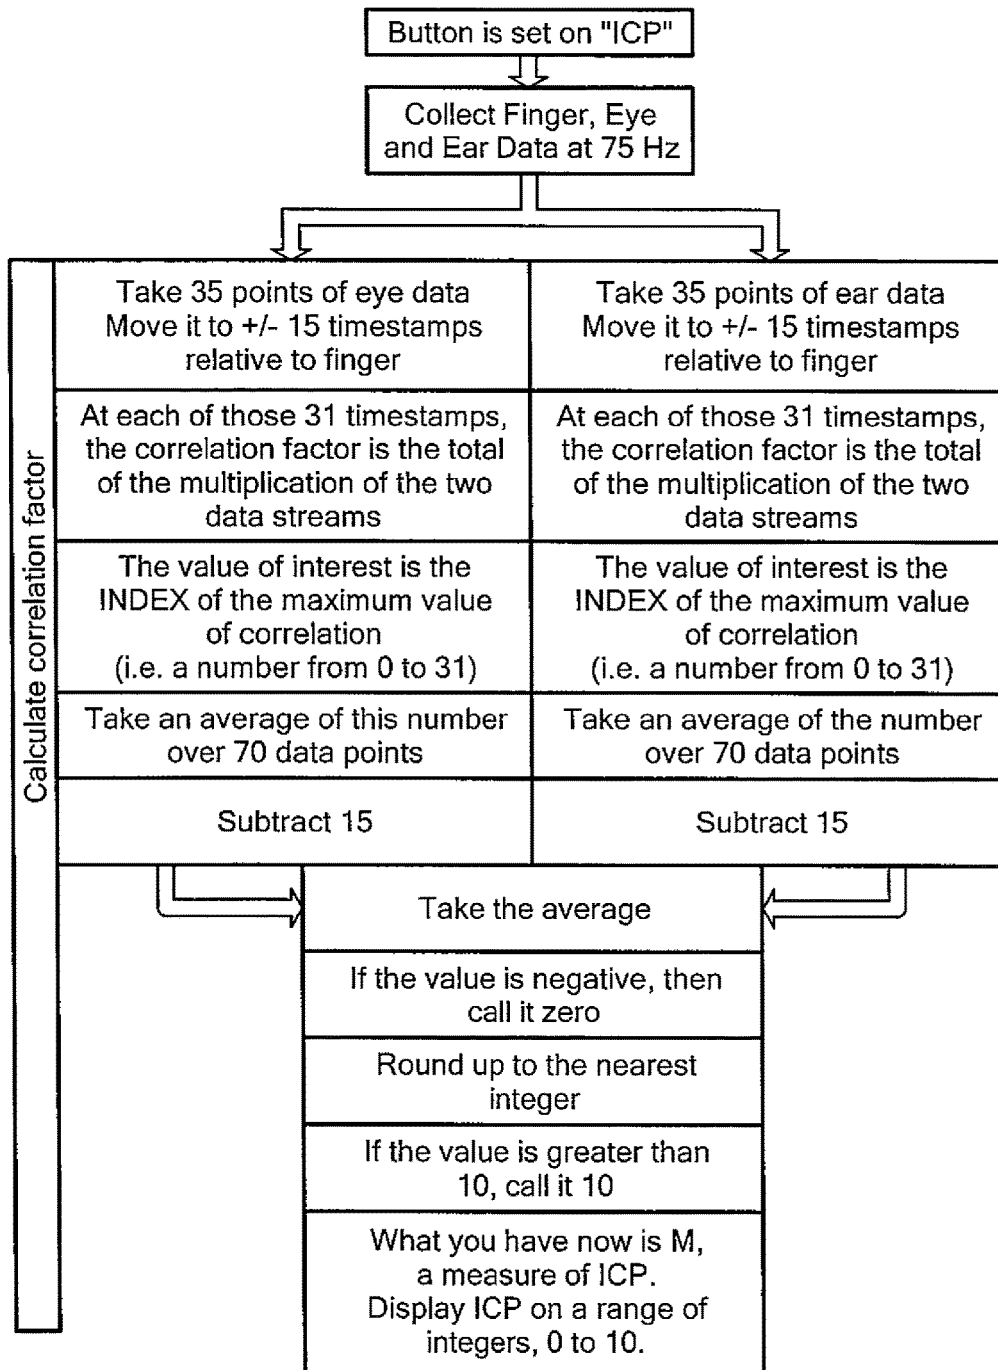 Button is set on "ICP"
Collect Finger, Eye
and Ear Data at 75 Hz
Calculate correlation factor
Take 35 points of eye data
Move it to +/- 15 timestamps
relative to finger
At each of those 31 timestamps,
the correlation factor is the total
of the multiplication of the two
data streams
The value of interest is the
INDEX of the maximum value
of correlation
(i.e. a number from 0 to 31)
Take an average of this number
over 70 data points
Subtract 15
Take 35 points of ear data
Move it to +/- 15 timestamps
relative to finger
At each of those 31 timestamps,
the correlation factor is the total
of the multiplication of the two
data streams
The value of interest is the
INDEX of the maximum value
of correlation
(i.e. a number from 0 to 31)
Take an average of the number
over 70 data points
Subtract 15
Take the average
If the value is negative, then
call it zero
Round up to the nearest
integer
If the value is greater than
10, call it 10
What you have now is M,
a measure of ICP.
Display ICP on a range of
integers, 0 to 10.